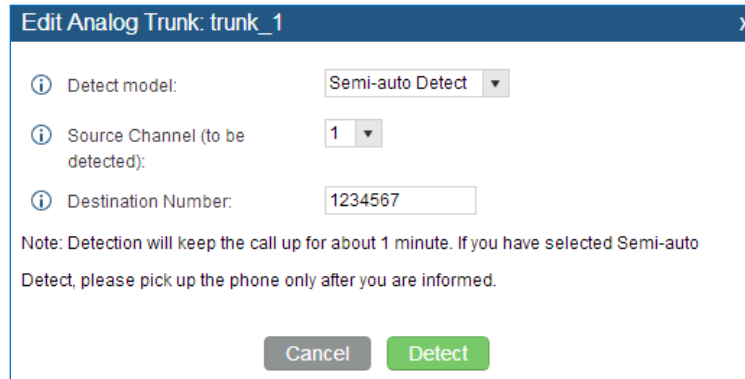 Edit Analog Trunk: trunk_1 x
Detect model: Semi-auto Detect
Source Channel (to be detected): 1
Destination Number: 1234567
Note: Detection will keep the call up for about 1 minute. If you have selected Semi-auto
Detect, please pick up the phone only after you are informed.
Cancel Detect